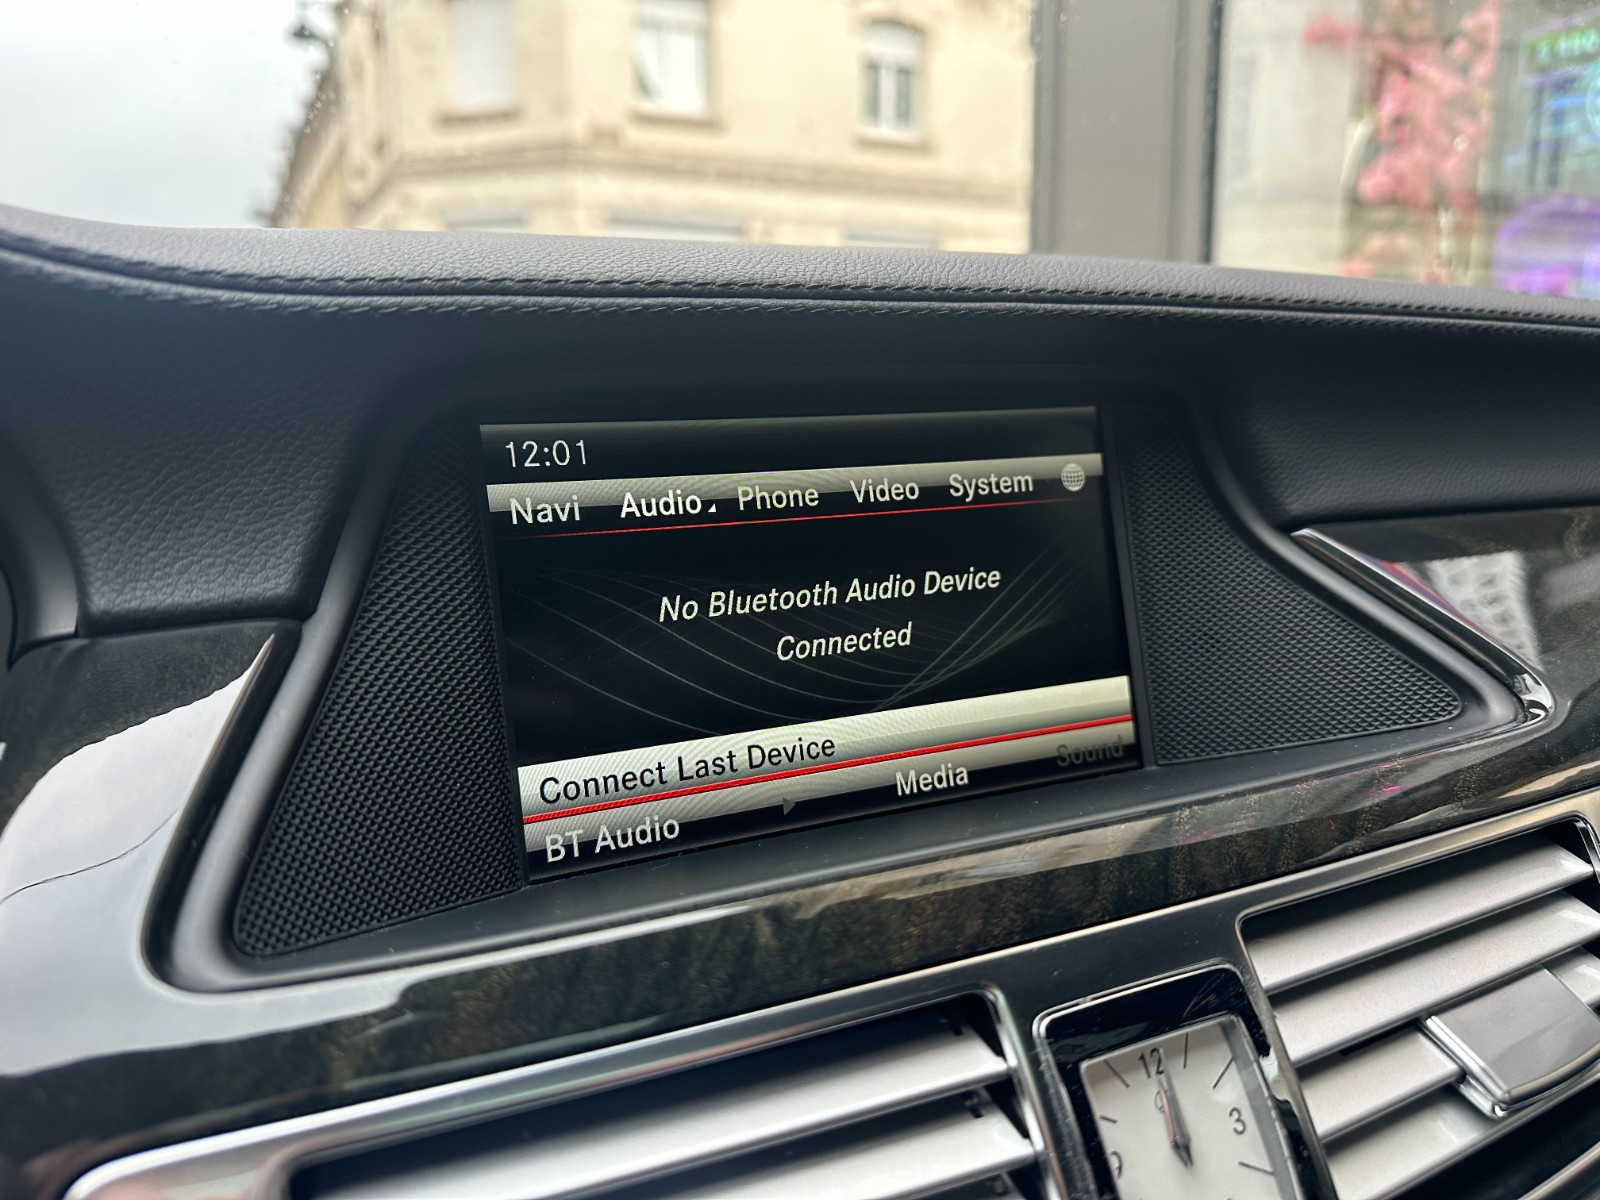 12:01
Navi Audio Phone Video System
No Bluetooth Audio Device
Connected
Connect Last Device
BT Audio Media Sound
12
3
9